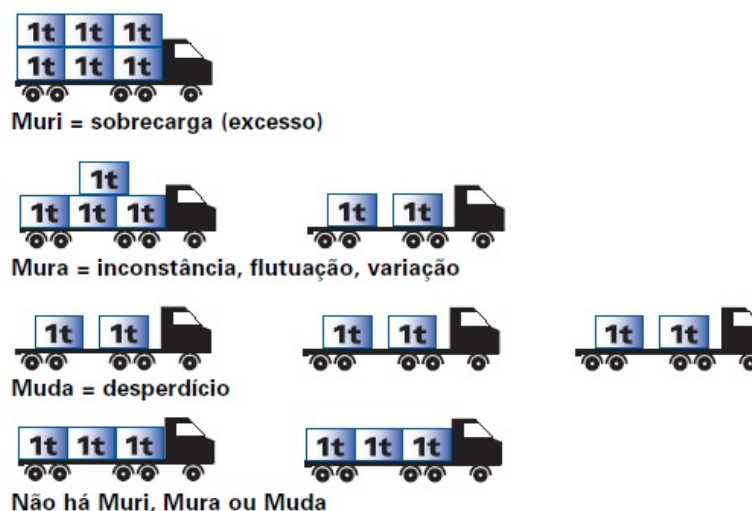 1t 1t 1t
1t 1t 1t
Muri = sobrecarga (excesso)
1t
1t 1t 1t 1t 1t
Mura = inconstância, flutuação, variação
1t 1t 1t 1t 1t 1t
Muda = desperdício
1t 1t 1t 1t 1t 1t
Não há Muri, Mura ou Muda